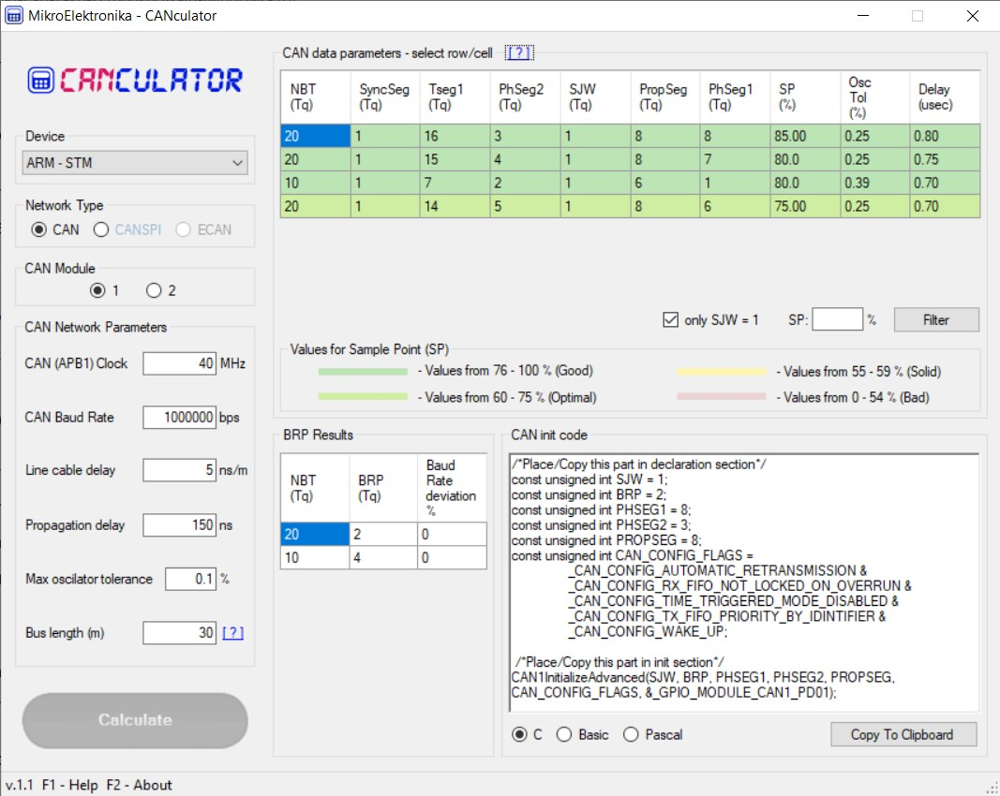 MikroElektronika - CANculator
CANCULATOR
Device
ARM - STM
Network Type
CAN CANSPI ECAN
CAN Module
1 2
CAN Network Parameters
CAN (APB1) Clock 40 MHz
CAN Baud Rate 1000000 bps
Line cable delay 5 ns/m
Propagation delay 150 ns
Max oscilator tolerance 0.1 %
Bus length (m) 30 [?]
Calculate
CAN data parameters - select row/cell [?]
NBT (Tq) SyncSeg (Tq) Tseg1 (Tq) PhSeg2 (Tq) SJW (Tq) PropSeg (Tq) PhSeg1 (Tq) SP (%) Osc Tol (%) Delay (usec)
20 1 16 3 1 8 8 85.00 0.25 0.80
20 1 15 4 1 8 7 80.0 0.25 0.75
10 1 7 2 1 6 1 80.0 0.39 0.70
20 1 14 5 1 8 6 75.00 0.25 0.70
only SJW = 1 SP: % Filter
Values for Sample Point (SP)
- Values from 76 - 100 % (Good) - Values from 55 - 59 % (Solid)
- Values from 60 - 75 % (Optimal) - Values from 0 - 54 % (Bad)
BRP Results
NBT (Tq) BRP (Tq) Baud Rate deviation %
20 2 0
10 4 0
CAN init code
/*Place/Copy this part in declaration section*/
const unsigned int SJW = 1;
const unsigned int BRP = 2;
const unsigned int PHSEG1 = 8;
const unsigned int PHSEG2 = 3;
const unsigned int PROPSEG = 8;
const unsigned int CAN_CONFIG_FLAGS =
_CAN_CONFIG_AUTOMATIC_RETRANSMISSION &
_CAN_CONFIG_RX_FIFO_NOT_LOCKED_ON_OVERRUN &
_CAN_CONFIG_TIME_TRIGGERED_MODE_DISABLED &
_CAN_CONFIG_TX_FIFO_PRIORITY_BY_IDINTIFIER &
_CAN_CONFIG_WAKE_UP;
/*Place/Copy this part in init section*/
CAN1InitializeAdvanced(SJW, BRP, PHSEG1, PHSEG2, PROPSEG,
CAN_CONFIG_FLAGS, &_GPIO_MODULE_CAN1_PD01);
C Basic Pascal Copy To Clipboard
v.1.1 F1 - Help F2 - About